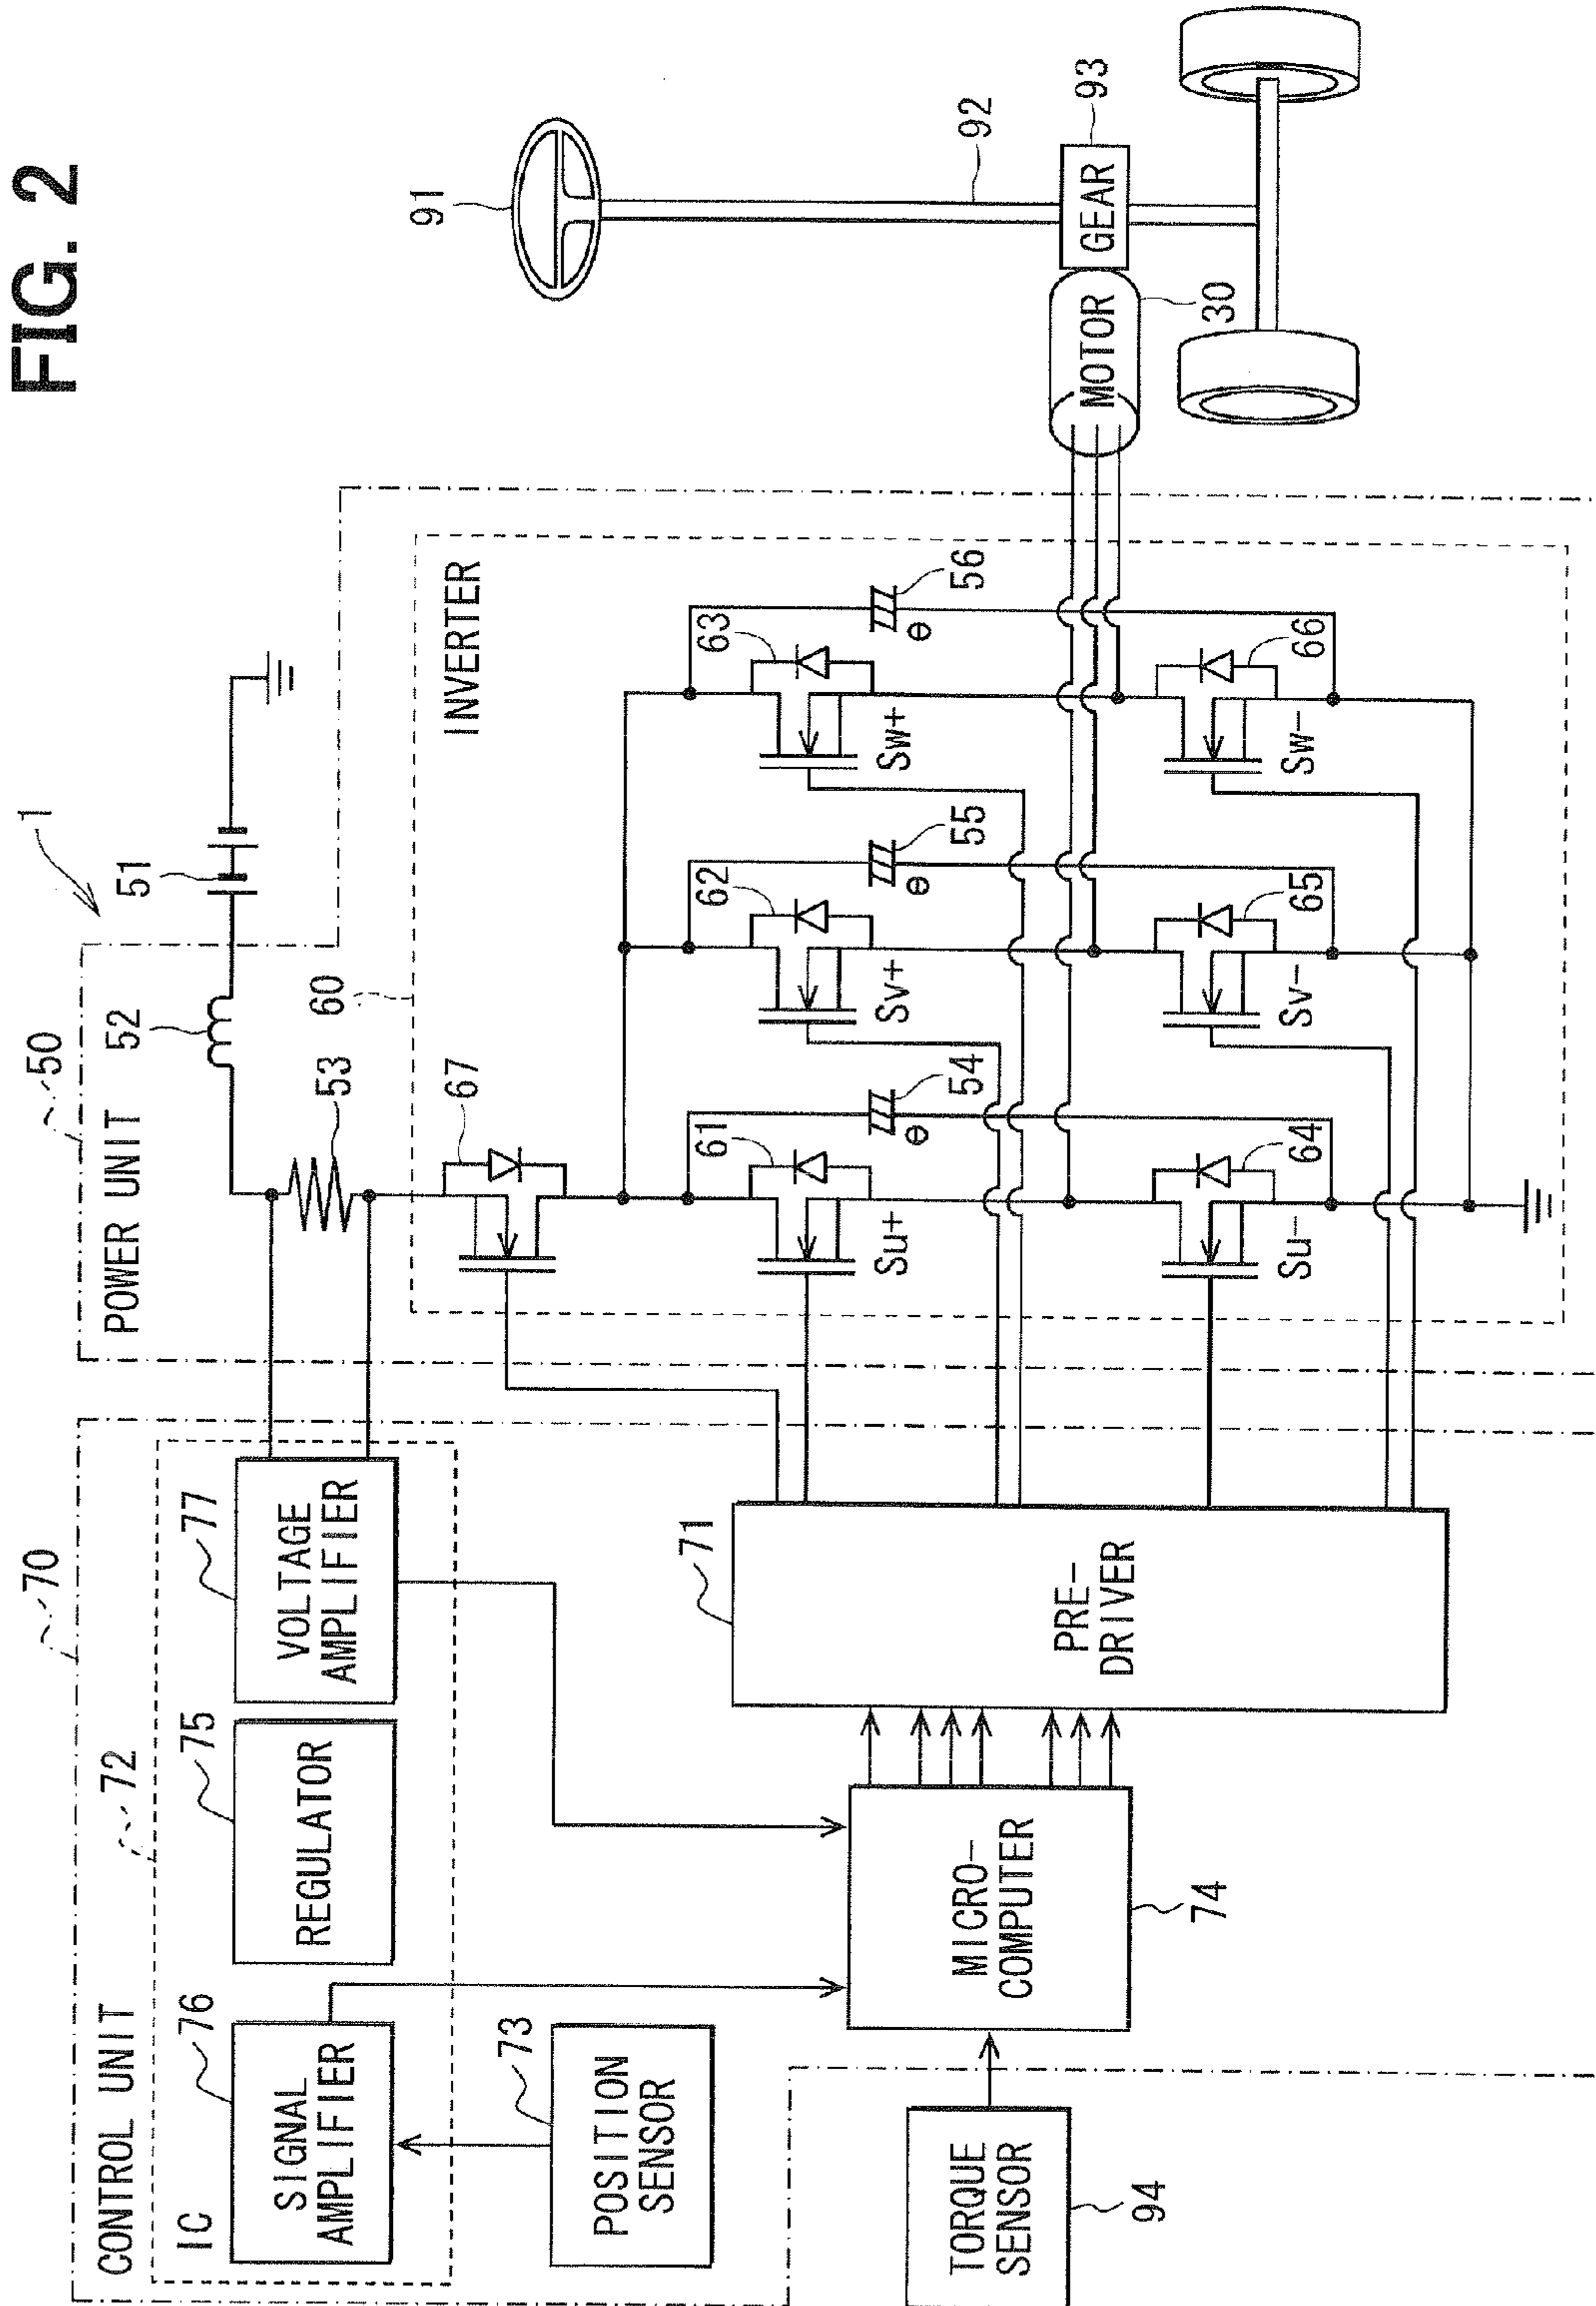 FIG. 2
1
70
CONTROL UNIT
72
IC
76
SIGNAL
AMPLIFIER
75
REGULATOR
77
VOLTAGE
AMPLIFIER
73
POSITION
SENSOR
TORQUE
SENSOR
94
MICRO-
COMPUTER
74
71
PRE-
DRIVER
50
POWER UNIT
52
51
53
60
67
INVERTER
61
62
63
54
55
56
⊖
⊖
⊖
Su+
Sv+
Sw+
64
65
66
Su-
Sv-
Sw-
91
92
93
GEAR
MOTOR
30